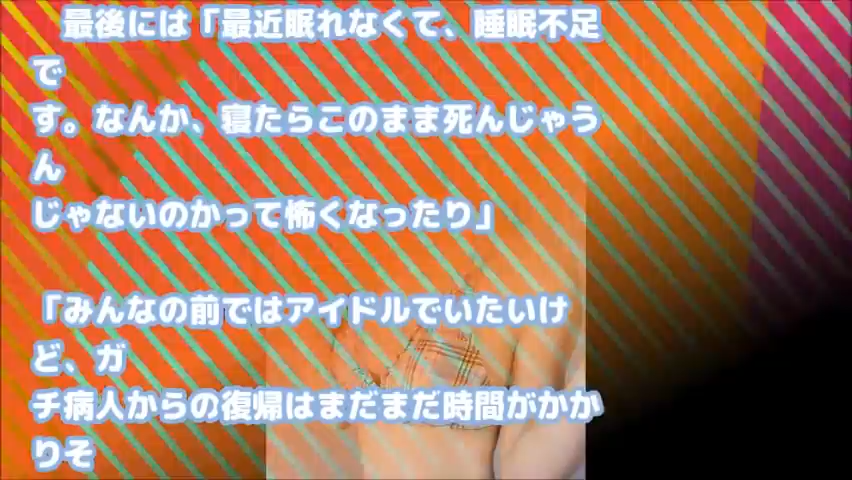 最後には「最近眠れなくて、睡眠不足
で
す。なんか、寝たらこのまま死んじゃう
ん
じゃないのかって怖くなったり」
「みんなの前ではアイドルでいたいけ
ど、ガ
チ病人からの復帰はまだまだ時間がかか
りそ